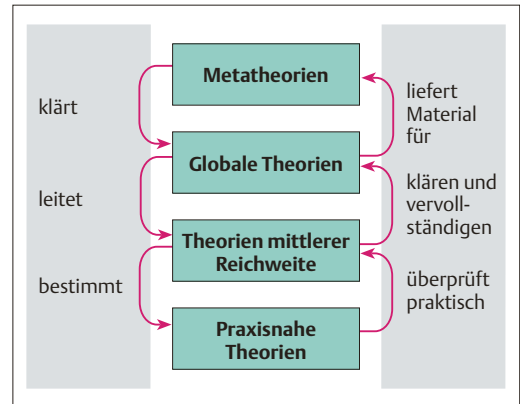 Metatheorien
klärt
liefert
Material
für
Globale Theorien
leitet
klären und
vervoll-
ständigen
Theorien mittlerer
Reichweite
bestimmt
überprüft
praktisch
Praxisnahe
Theorien